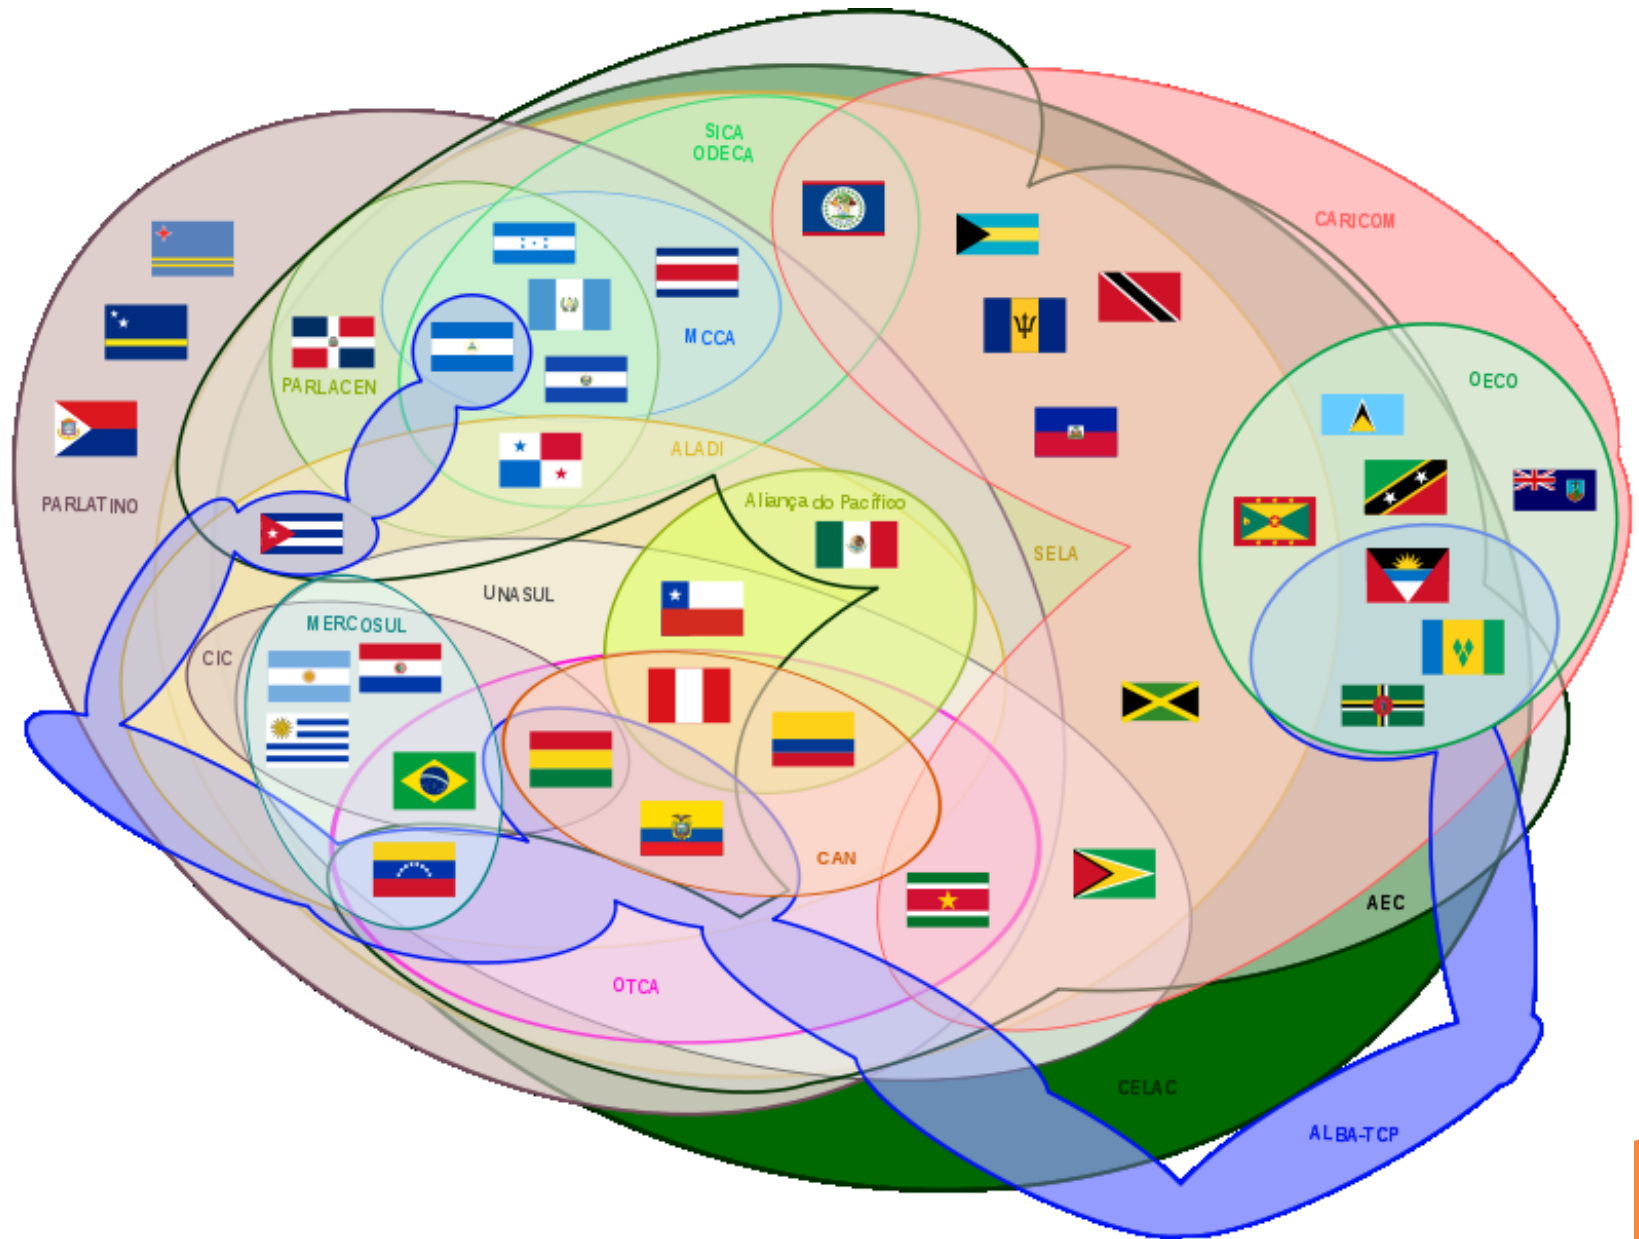 SICA
ODECA
CARICOM
MCCA
OECO
PARLACEN
ALADI
PARLATINO
Aliança do Pacífico
SELA
UNASUL
MERCOSUL
CIC
CAN
AEC
OTCA
CELAC
ALBA-TCP